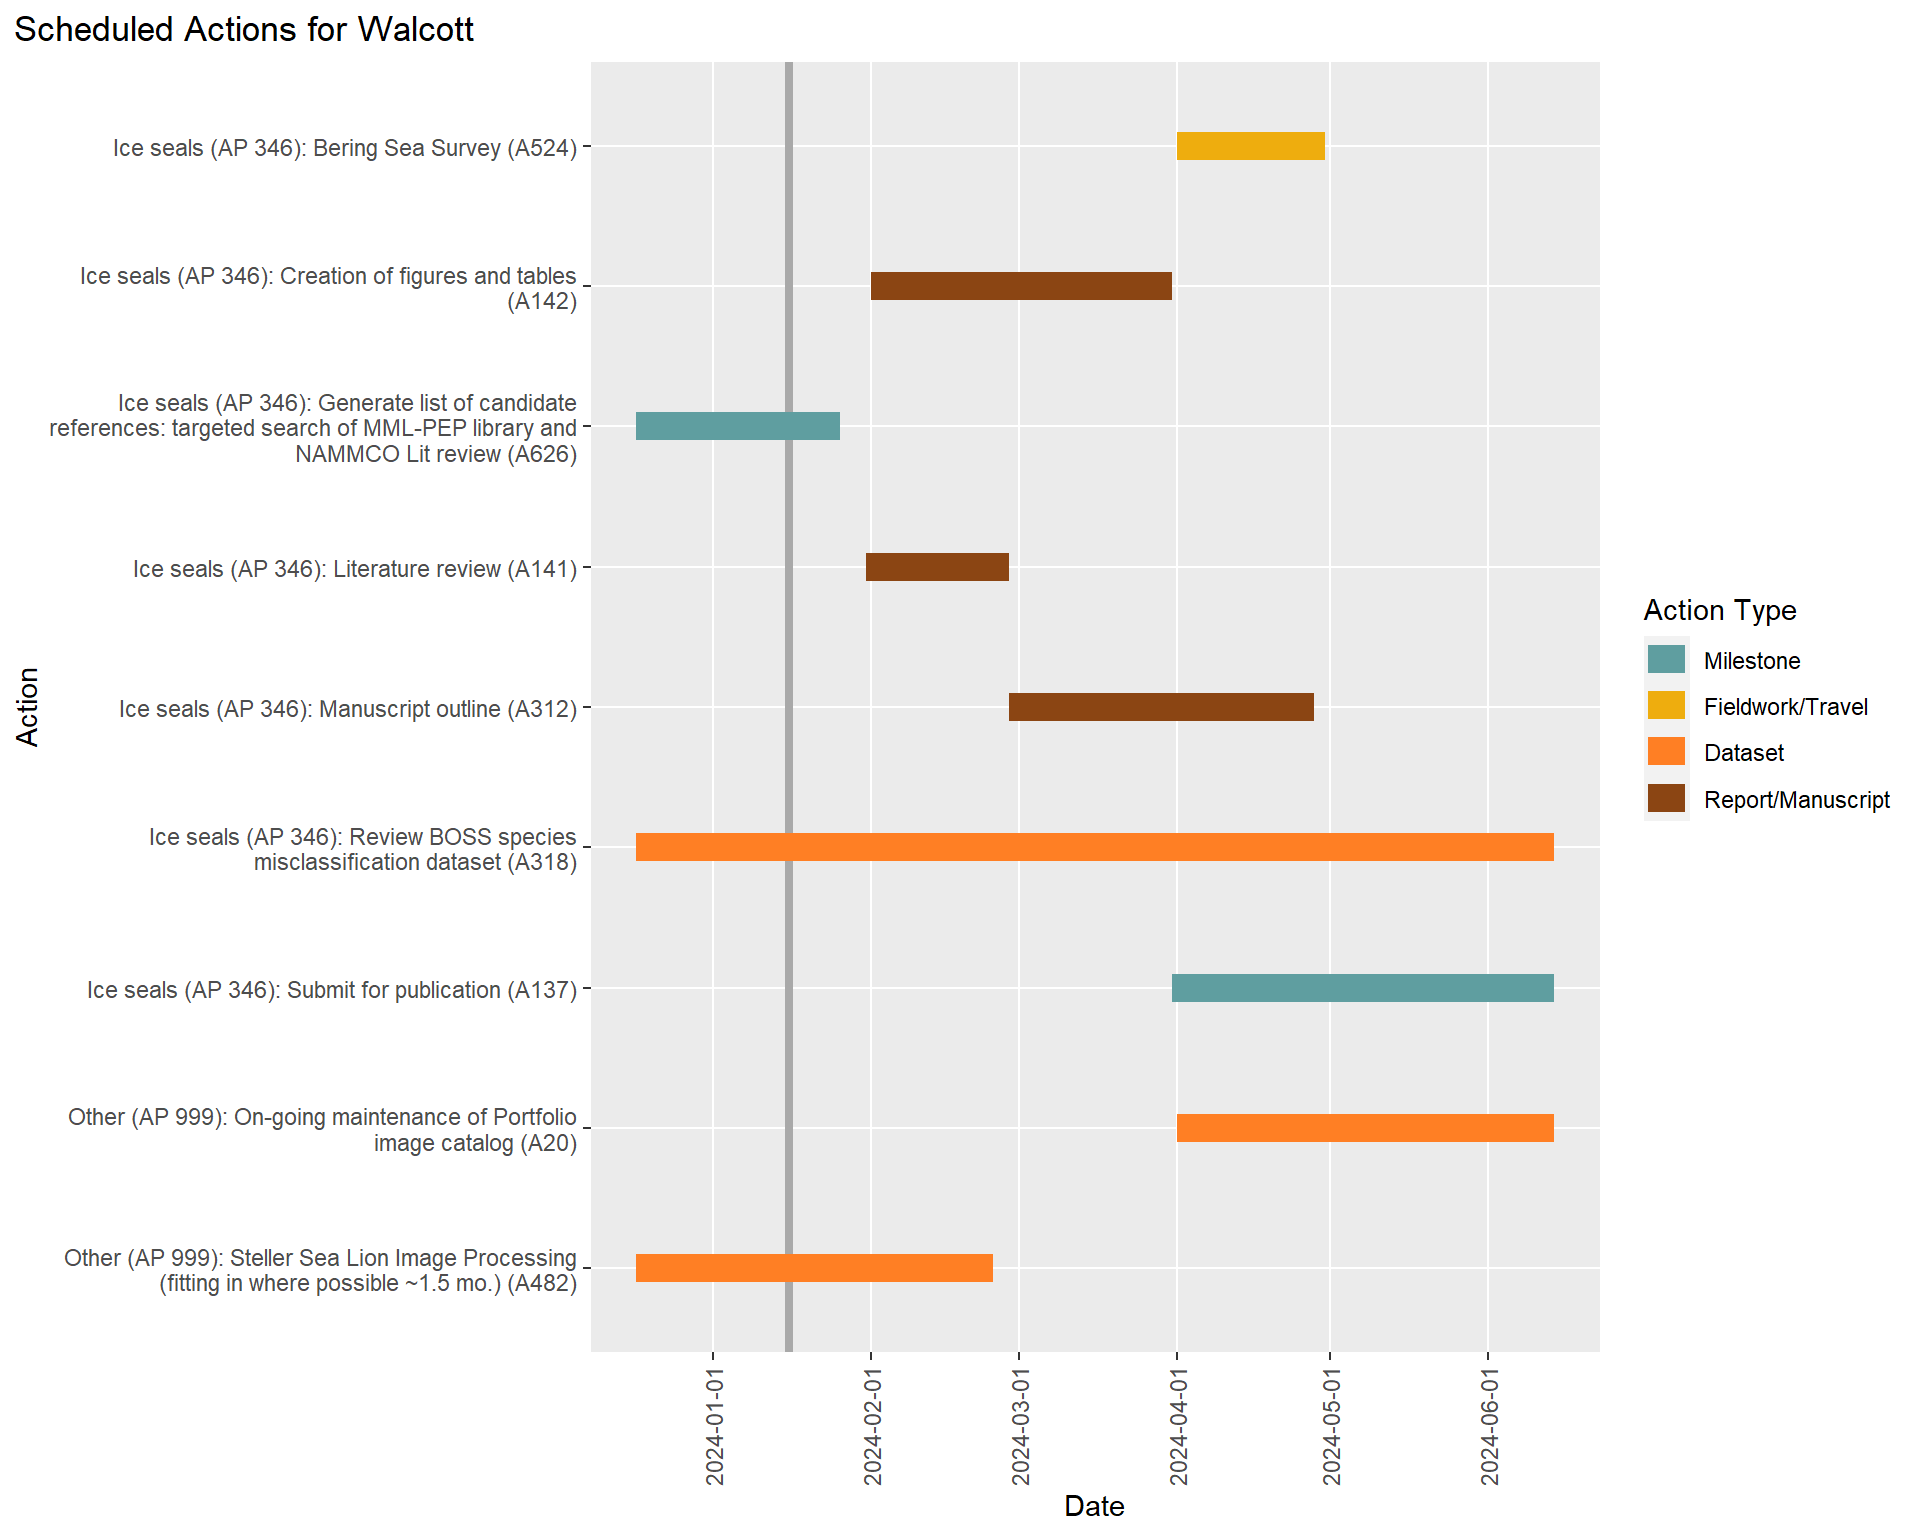 Scheduled Actions for Walcott
Ice seals (AP 346): Bering Sea Survey (A524)
Ice seals (AP 346): Creation of figures and tables
(A142)
Ice seals (AP 346): Generate list of candidate
references: targeted search of MML-PEP library and
NAMMCO Lit review (A626)
Ice seals (AP 346): Literature review (A141)
Ice seals (AP 346): Manuscript outline (A312)
Ice seals (AP 346): Review BOSS species
misclassification dataset (A318)
Ice seals (AP 346): Submit for publication (A137)
Other (AP 999): On-going maintenance of Portfolio
image catalog (A20)
Other (AP 999): Steller Sea Lion Image Processing
(fitting in where possible ~1.5 mo.) (A482)
Action
2024-01-01
2024-02-01
2024-03-01
2024-04-01
2024-05-01
2024-06-01
Date
Action Type
Milestone
Fieldwork/Travel
Dataset
Report/Manuscript